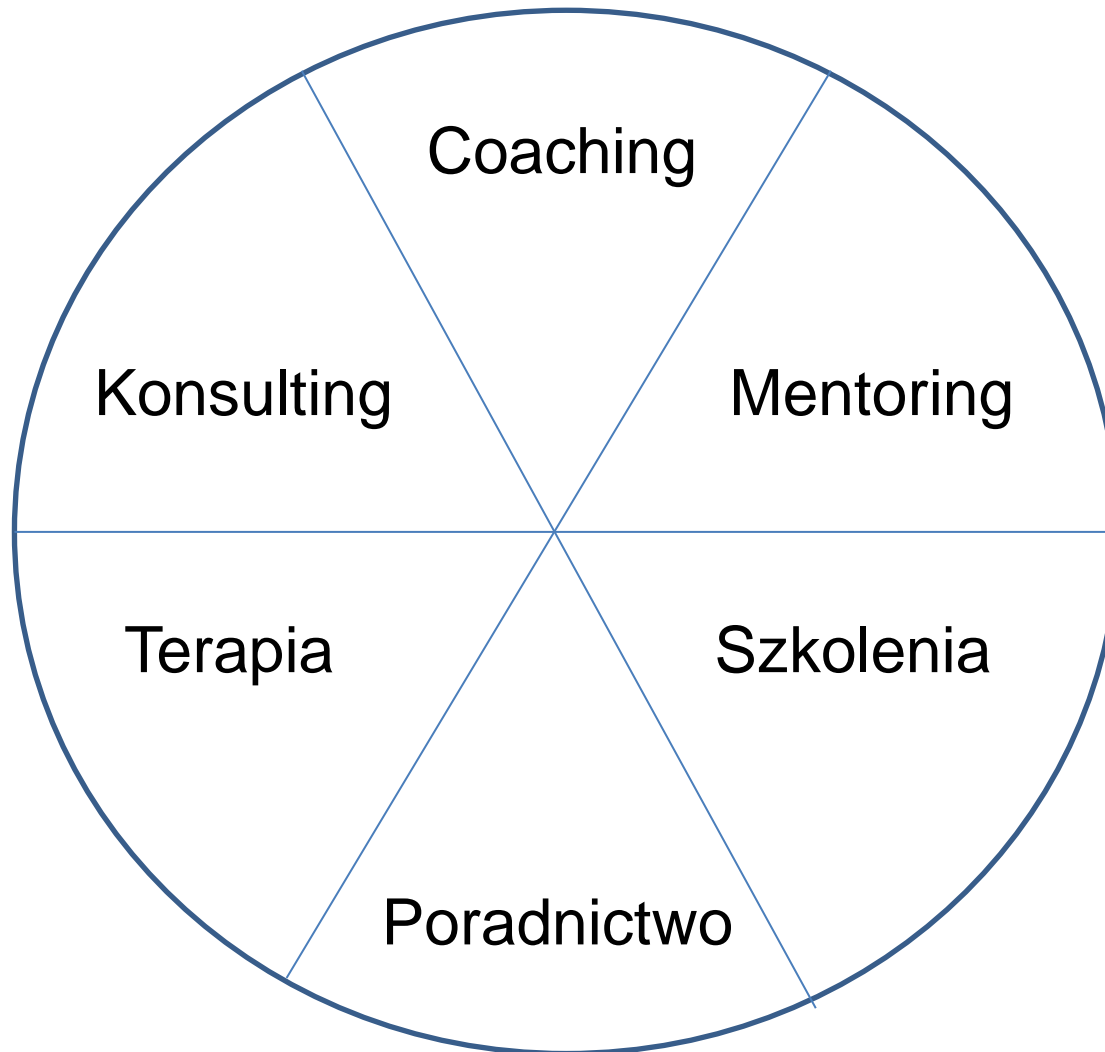 Coaching
Konsulting
Mentoring
Terapia
Szkolenia
Poradnictwo